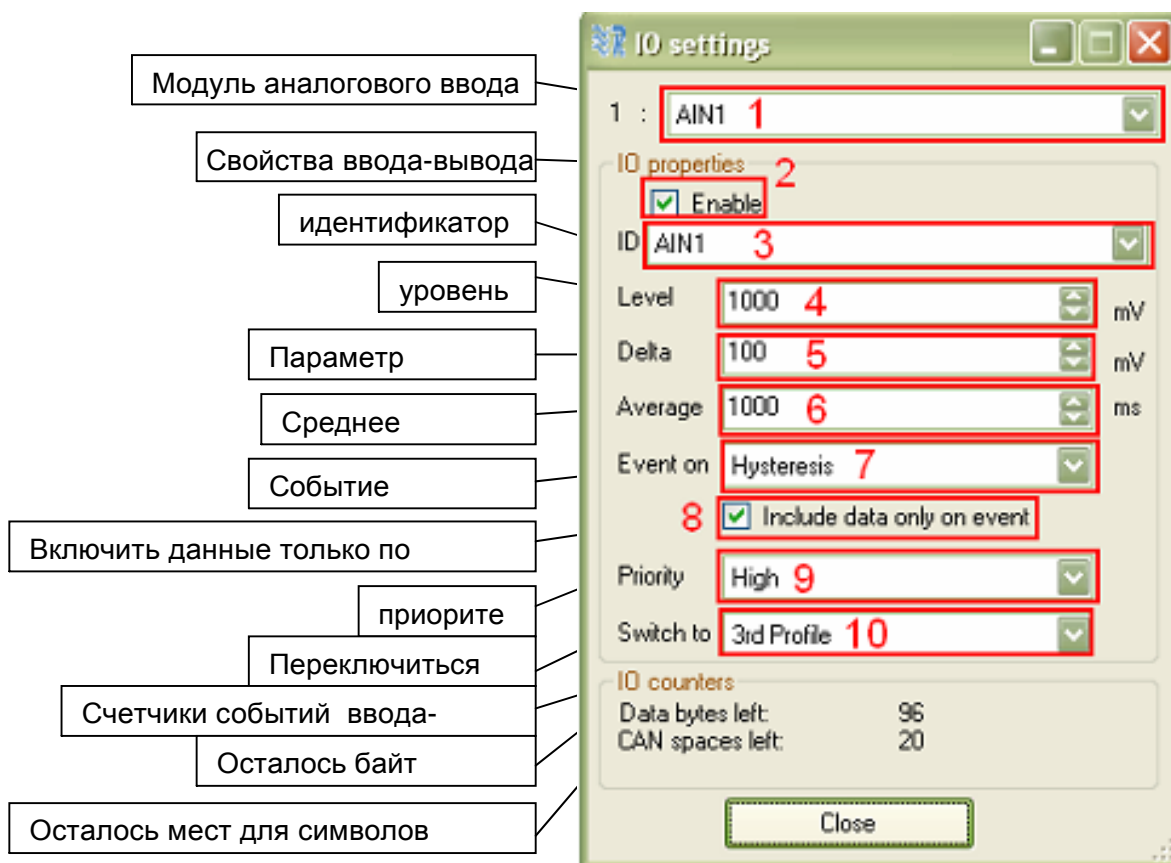 IO settings
Модуль аналогового ввода
1 : AIN1 1
Свойства ввода-вывода
IO properties 2
Enable
идентификатор
ID AIN1 3
уровень
Level 1000 4 mV
Параметр
Delta 100 5 mV
Среднее
Average 1000 6 ms
Событие
Event on Hysteresis 7
Включить данные только по
8 Include data only on event
приорите
Priority High 9
Переключиться
Switch to 3rd Profile 10
Счетчики событий ввода-
IO counters
Осталось байт
Data bytes left: 96
Осталось мест для символов
CAN spaces left: 20
Close